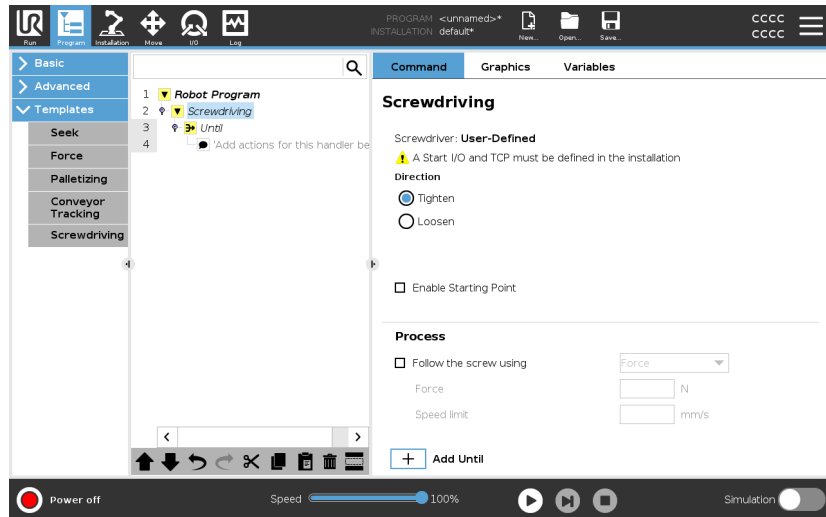 PROGRAM <unnamed>*
INSTALLATION default*
CCCC
CCCC
Run
Program
Installation
Move
I/O
Log
New...
Open...
Save...
Basic
Advanced
Templates
Seek
Force
Palletizing
Conveyor
Tracking
Screwdriving
1 Robot Program
2 Screwdriving
3 Until
4 'Add actions for this handler be
Command
Graphics
Variables
Screwdriving
Screwdriver: User-Defined
A Start I/O and TCP must be defined in the installation
Direction
Tighten
Loosen
Enable Starting Point
Process
Follow the screw using
Force
Force
N
Speed limit
mm/s
Add Until
Power off
Speed
100%
Simulation